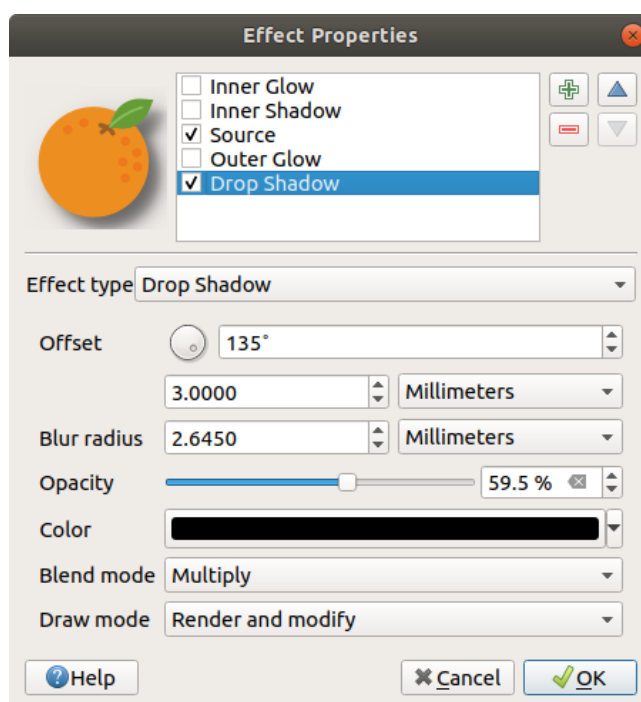 Effect Properties
Inner Glow
Inner Shadow
Source
Outer Glow
Drop Shadow
Effect type Drop Shadow
Offset 135˚
3.0000 Millimeters
Blur radius 2.6450 Millimeters
Opacity 59.5 %
Color
Blend mode Multiply
Draw mode Render and modify
Help Cancel OK